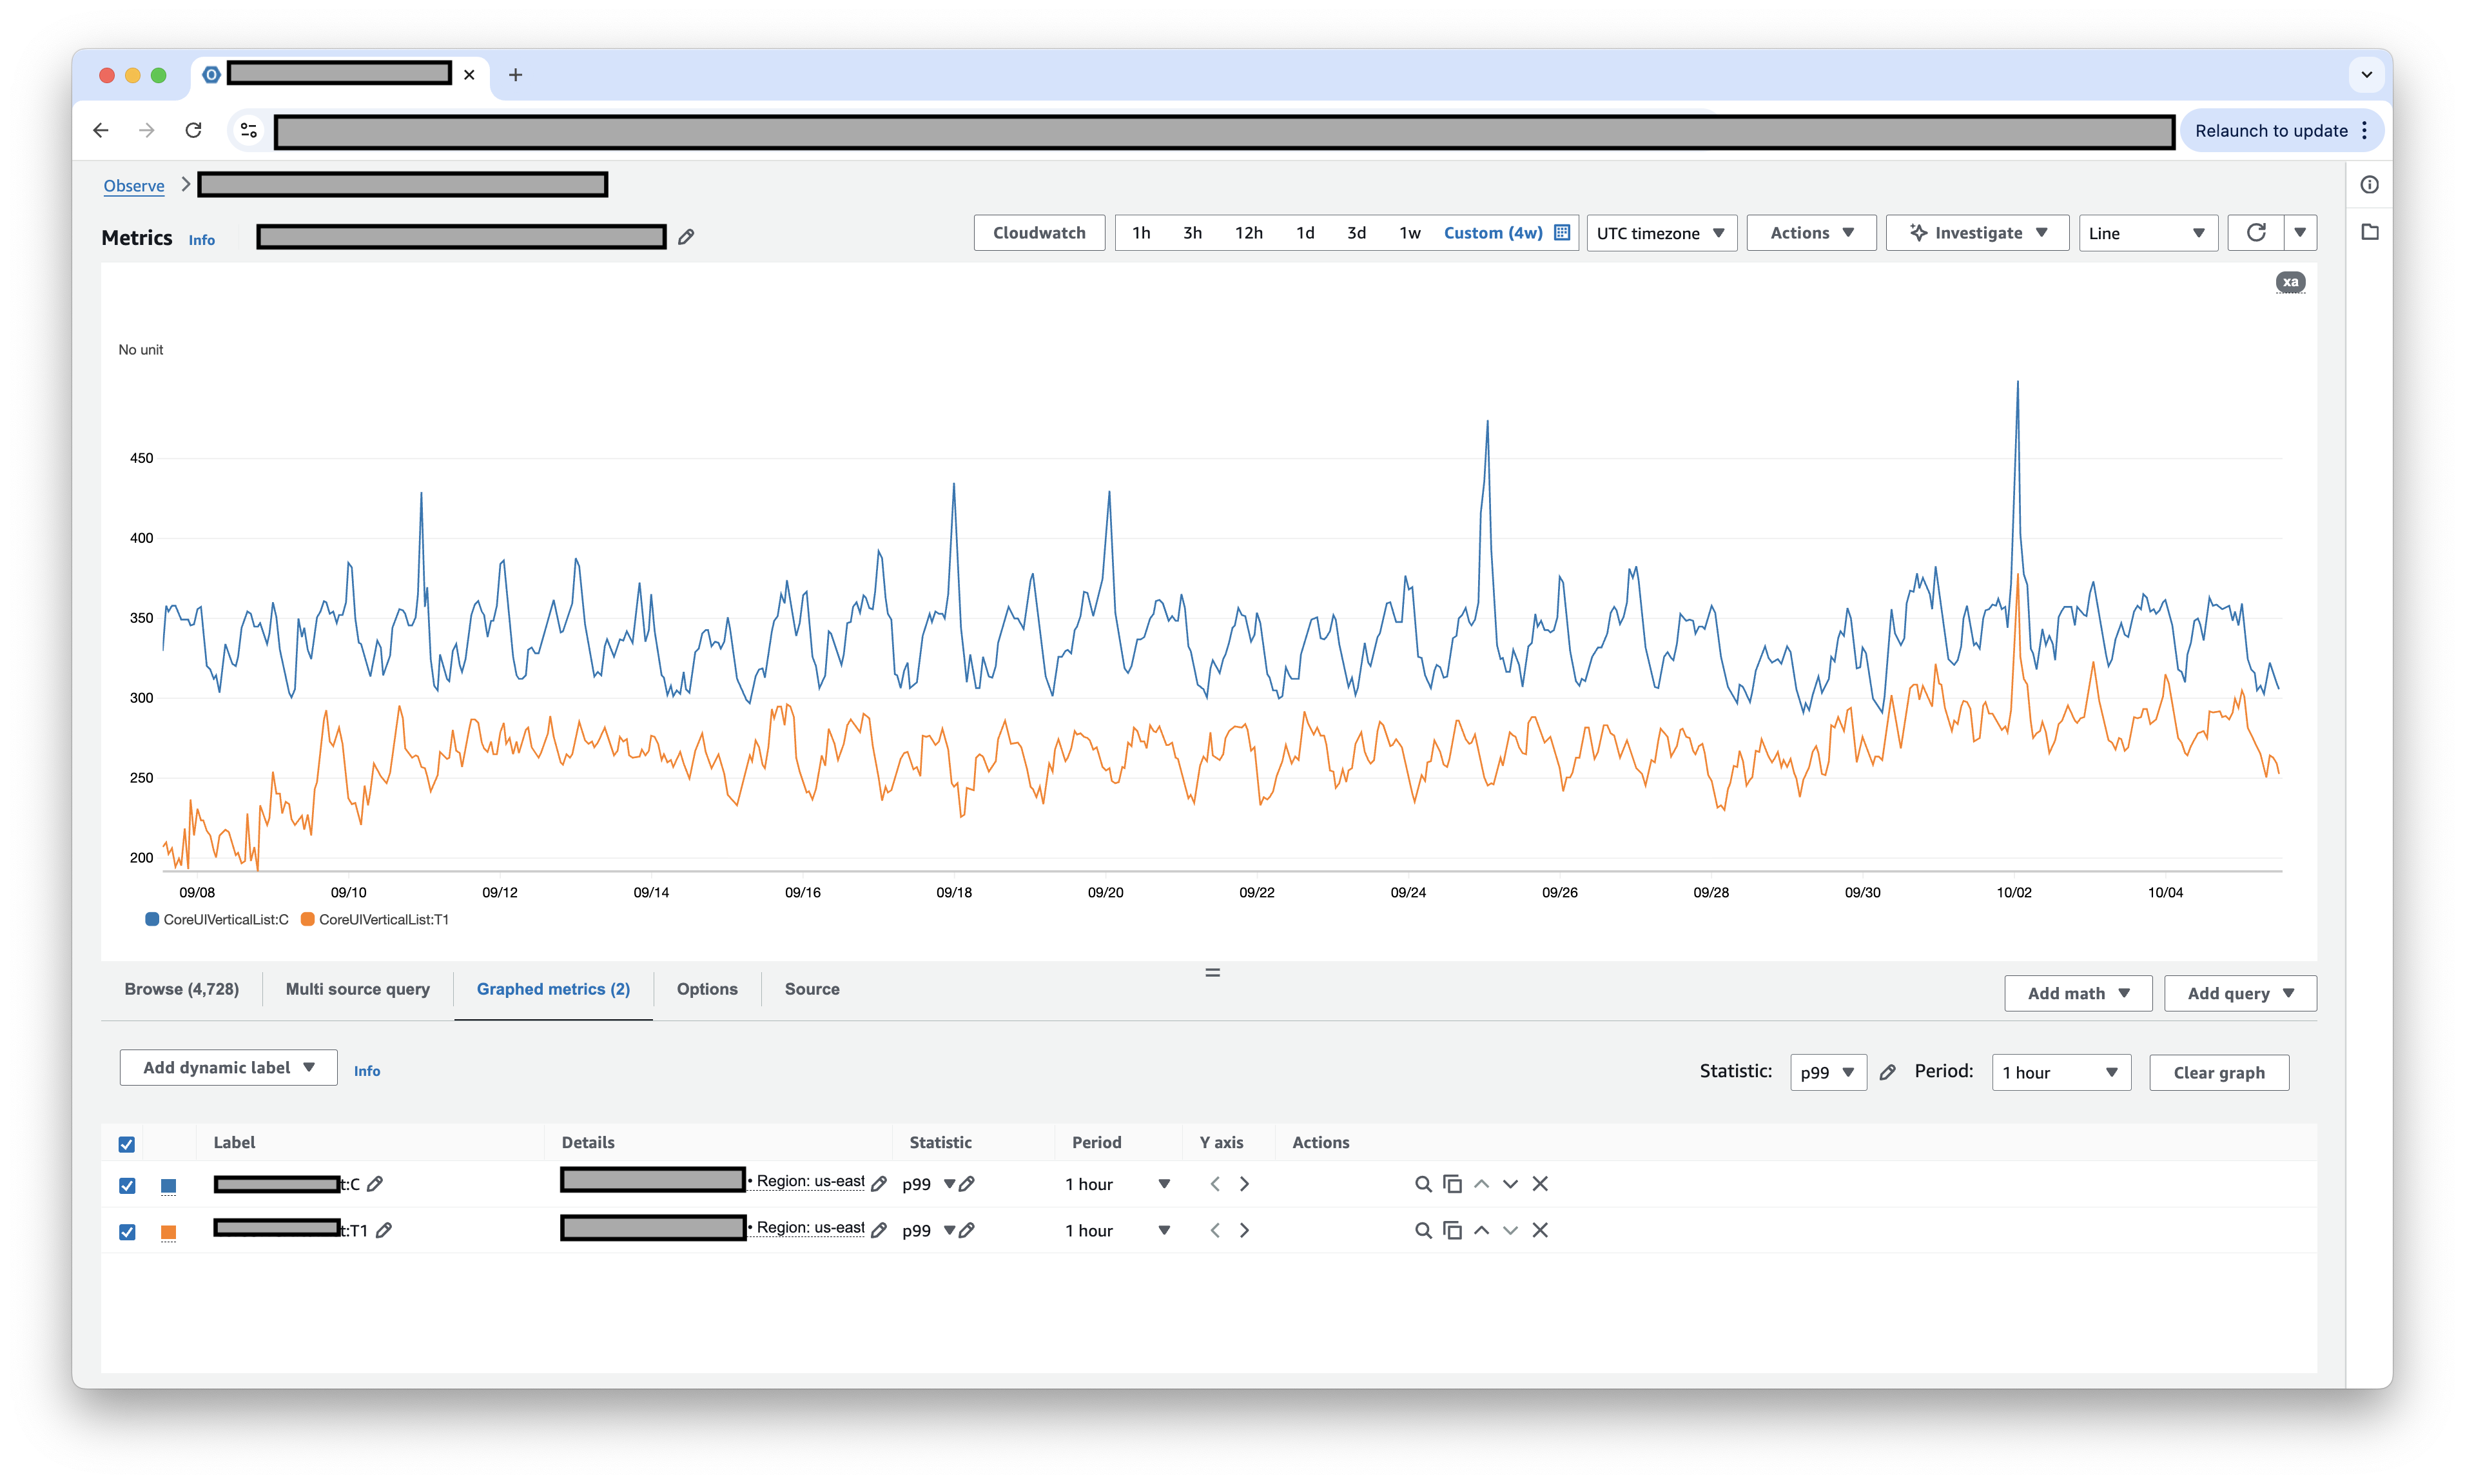 Relaunch to update
Observe
Metrics Info Cloudwatch 1h 3h 12h 1d 3d 1w Custom (4w) UTC timezone Actions Investigate Line
xa
No unit
450
400
350
300
250
200
09/08 09/10 09/12 09/14 09/16 09/18 09/20 09/22 09/24 09/26 09/28 09/30 10/02 10/04
CoreUIVerticalList:C CoreUIVerticalList:T1
Browse (4,728) Multi source query Graphed metrics (2) Options Source Add math Add query
Add dynamic label Info Statistic: p99 Period: 1 hour Clear graph
Label Details Statistic Period Y axis Actions
t:C • Region: us-east p99 1 hour
t:T1 • Region: us-east p99 1 hour